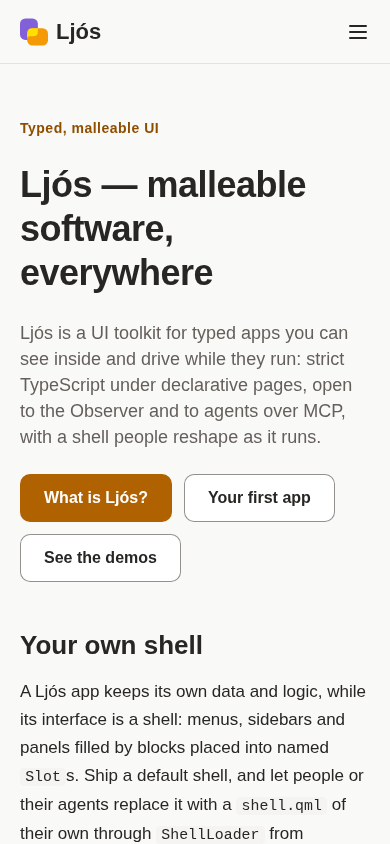 Ljós
Typed, malleable UI
Ljós — malleable
software,
everywhere
Ljós is a UI toolkit for typed apps you can
see inside and drive while they run: strict
TypeScript under declarative pages, open
to the Observer and to agents over MCP,
with a shell people reshape as it runs.
What is Ljós?
Your first app
See the demos
Your own shell
A Ljós app keeps its own data and logic, while
its interface is a shell: menus, sidebars and
panels filled by blocks placed into named
Slots. Ship a default shell, and let people or
their agents replace it with a shell.qml of
their own through ShellLoader from